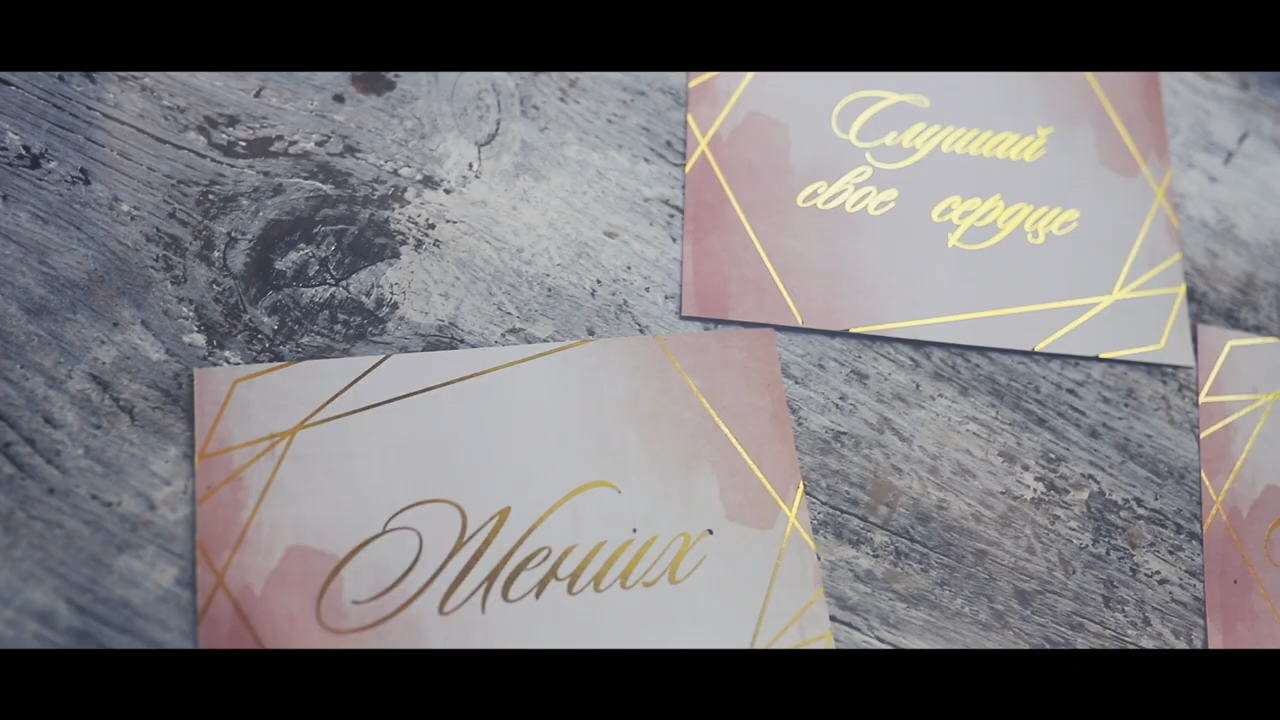 Слушай
свое сердце
Жених